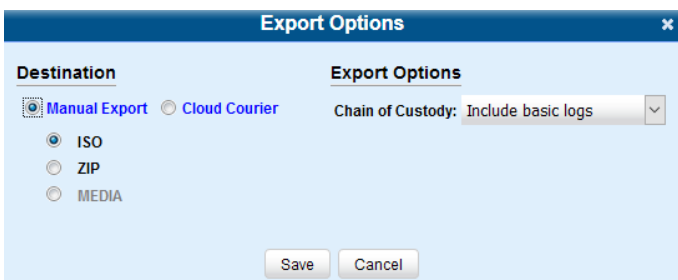 Export Options
Destination
Export Options
Manual Export Cloud Courier
Chain of Custody: Include basic logs
ISO
ZIP
MEDIA
Save Cancel